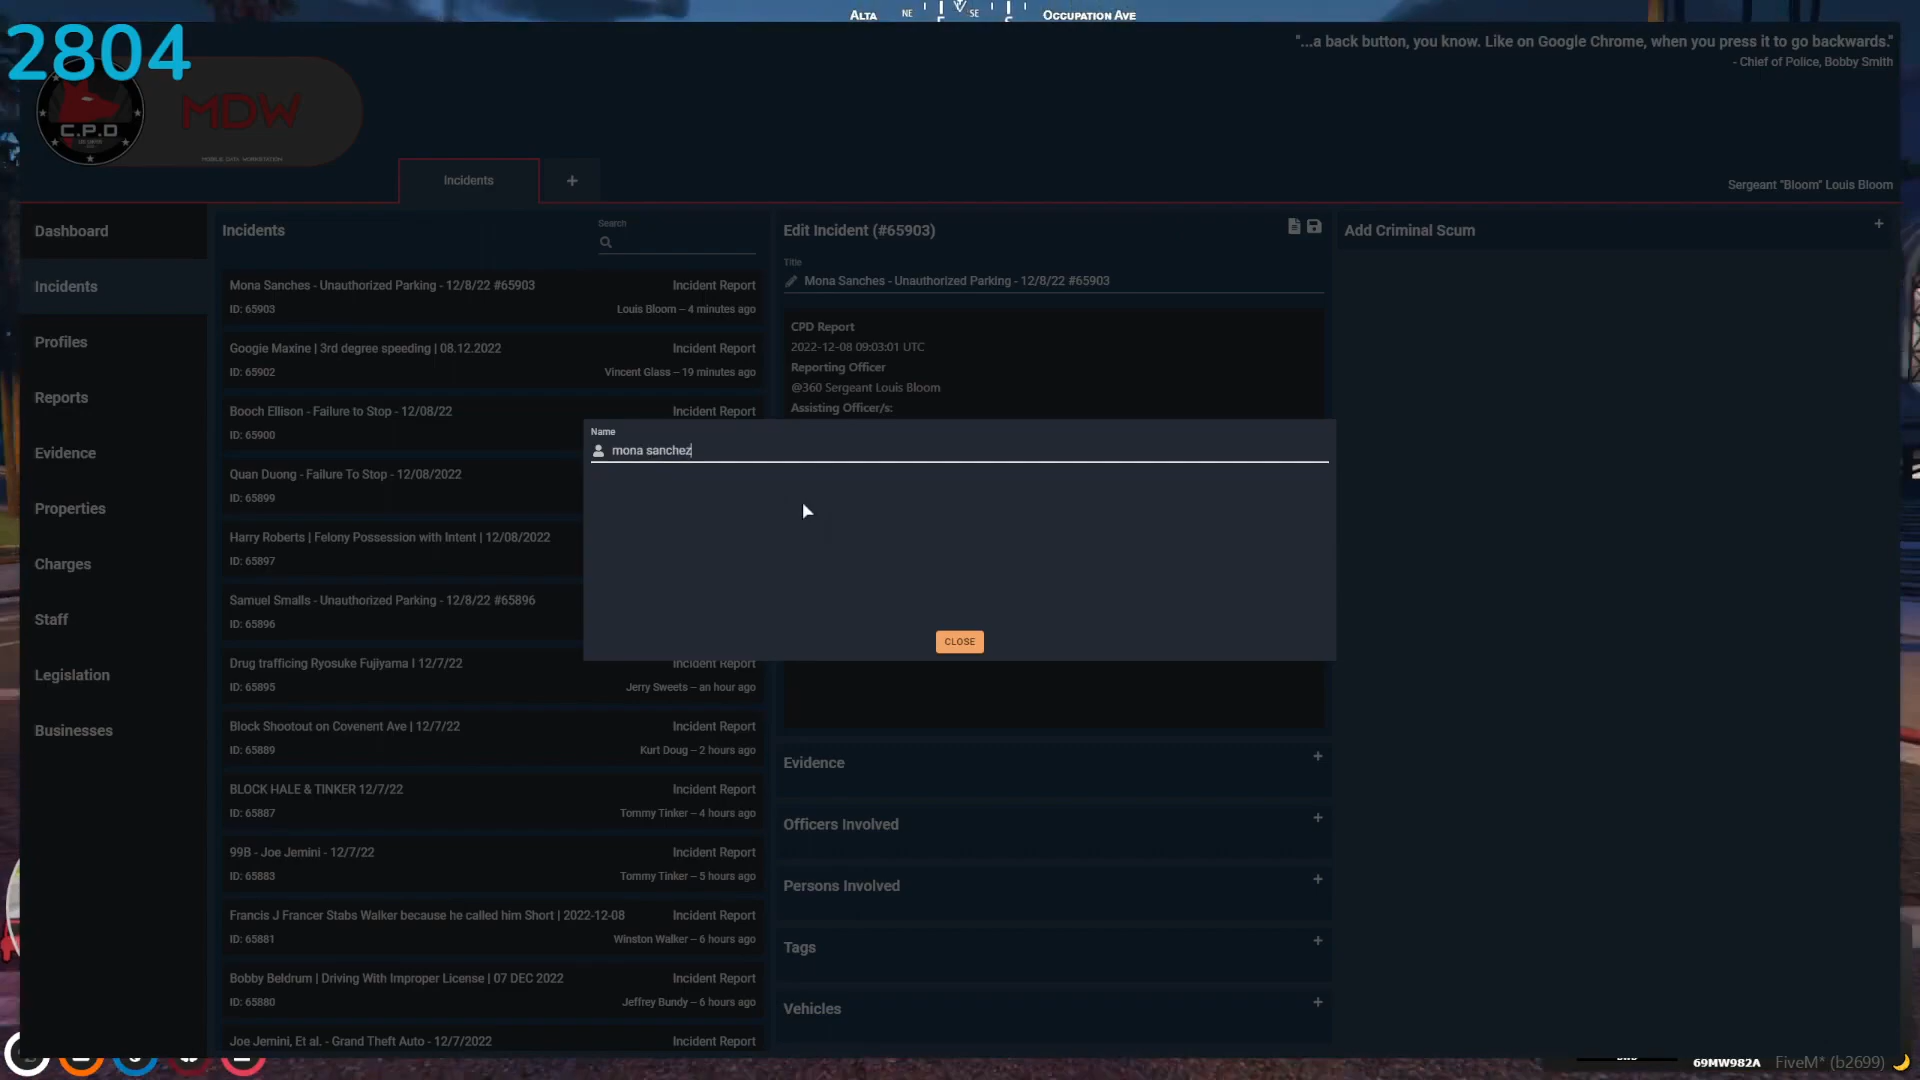 ALTA NE SE Occupation Ave
2804
"...a back button, you know. Like on Google Chrome, when you press it to go backwards."
- Chief of Police, Bobby Smith
C.P.D
MDW
MOBILE DATA WORKSTATION
Incidents +
Sergeant "Bloom" Louis Bloom
Dashboard
Incidents
Profiles
Reports
Evidence
Properties
Charges
Staff
Legislation
Businesses
Incidents
Search
Mona Sanches - Unauthorized Parking - 12/8/22 #65903 Incident Report
ID: 65903 Louis Bloom – 4 minutes ago
Googie Maxine | 3rd degree speeding | 08.12.2022 Incident Report
ID: 65902 Vincent Glass – 19 minutes ago
Booch Ellison - Failure to Stop - 12/08/22 Incident Report
ID: 65900
Quan Duong - Failure To Stop - 12/08/2022
ID: 65899
Harry Roberts | Felony Possession with Intent | 12/08/2022
ID: 65897
Samuel Smalls - Unauthorized Parking - 12/8/22 #65896
ID: 65896
Drug trafficing Ryosuke Fujiyama I 12/7/22 Incident Report
ID: 65895 Jerry Sweets – an hour ago
Block Shootout on Covenent Ave | 12/7/22 Incident Report
ID: 65889 Kurt Doug – 2 hours ago
BLOCK HALE & TINKER 12/7/22 Incident Report
ID: 65887 Tommy Tinker – 4 hours ago
99B - Joe Jemini - 12/7/22 Incident Report
ID: 65883 Tommy Tinker – 5 hours ago
Francis J Francer Stabs Walker because he called him Short | 2022-12-08 Incident Report
ID: 65881 Winston Walker – 6 hours ago
Bobby Beldrum | Driving With Improper License | 07 DEC 2022 Incident Report
ID: 65880 Jeffrey Bundy – 6 hours ago
Joe Jemini, Et al. - Grand Theft Auto - 12/7/2022 Incident Report
Edit Incident (#65903)
Title
Mona Sanches - Unauthorized Parking - 12/8/22 #65903
CPD Report
2022-12-08 09:03:01 UTC
Reporting Officer
@360 Sergeant Louis Bloom
Assisting Officer/s:
Name
mona sanchez
CLOSE
Evidence +
Officers Involved +
Persons Involved +
Tags +
Vehicles +
Add Criminal Scum +
69MW982A FiveM* (b2699)